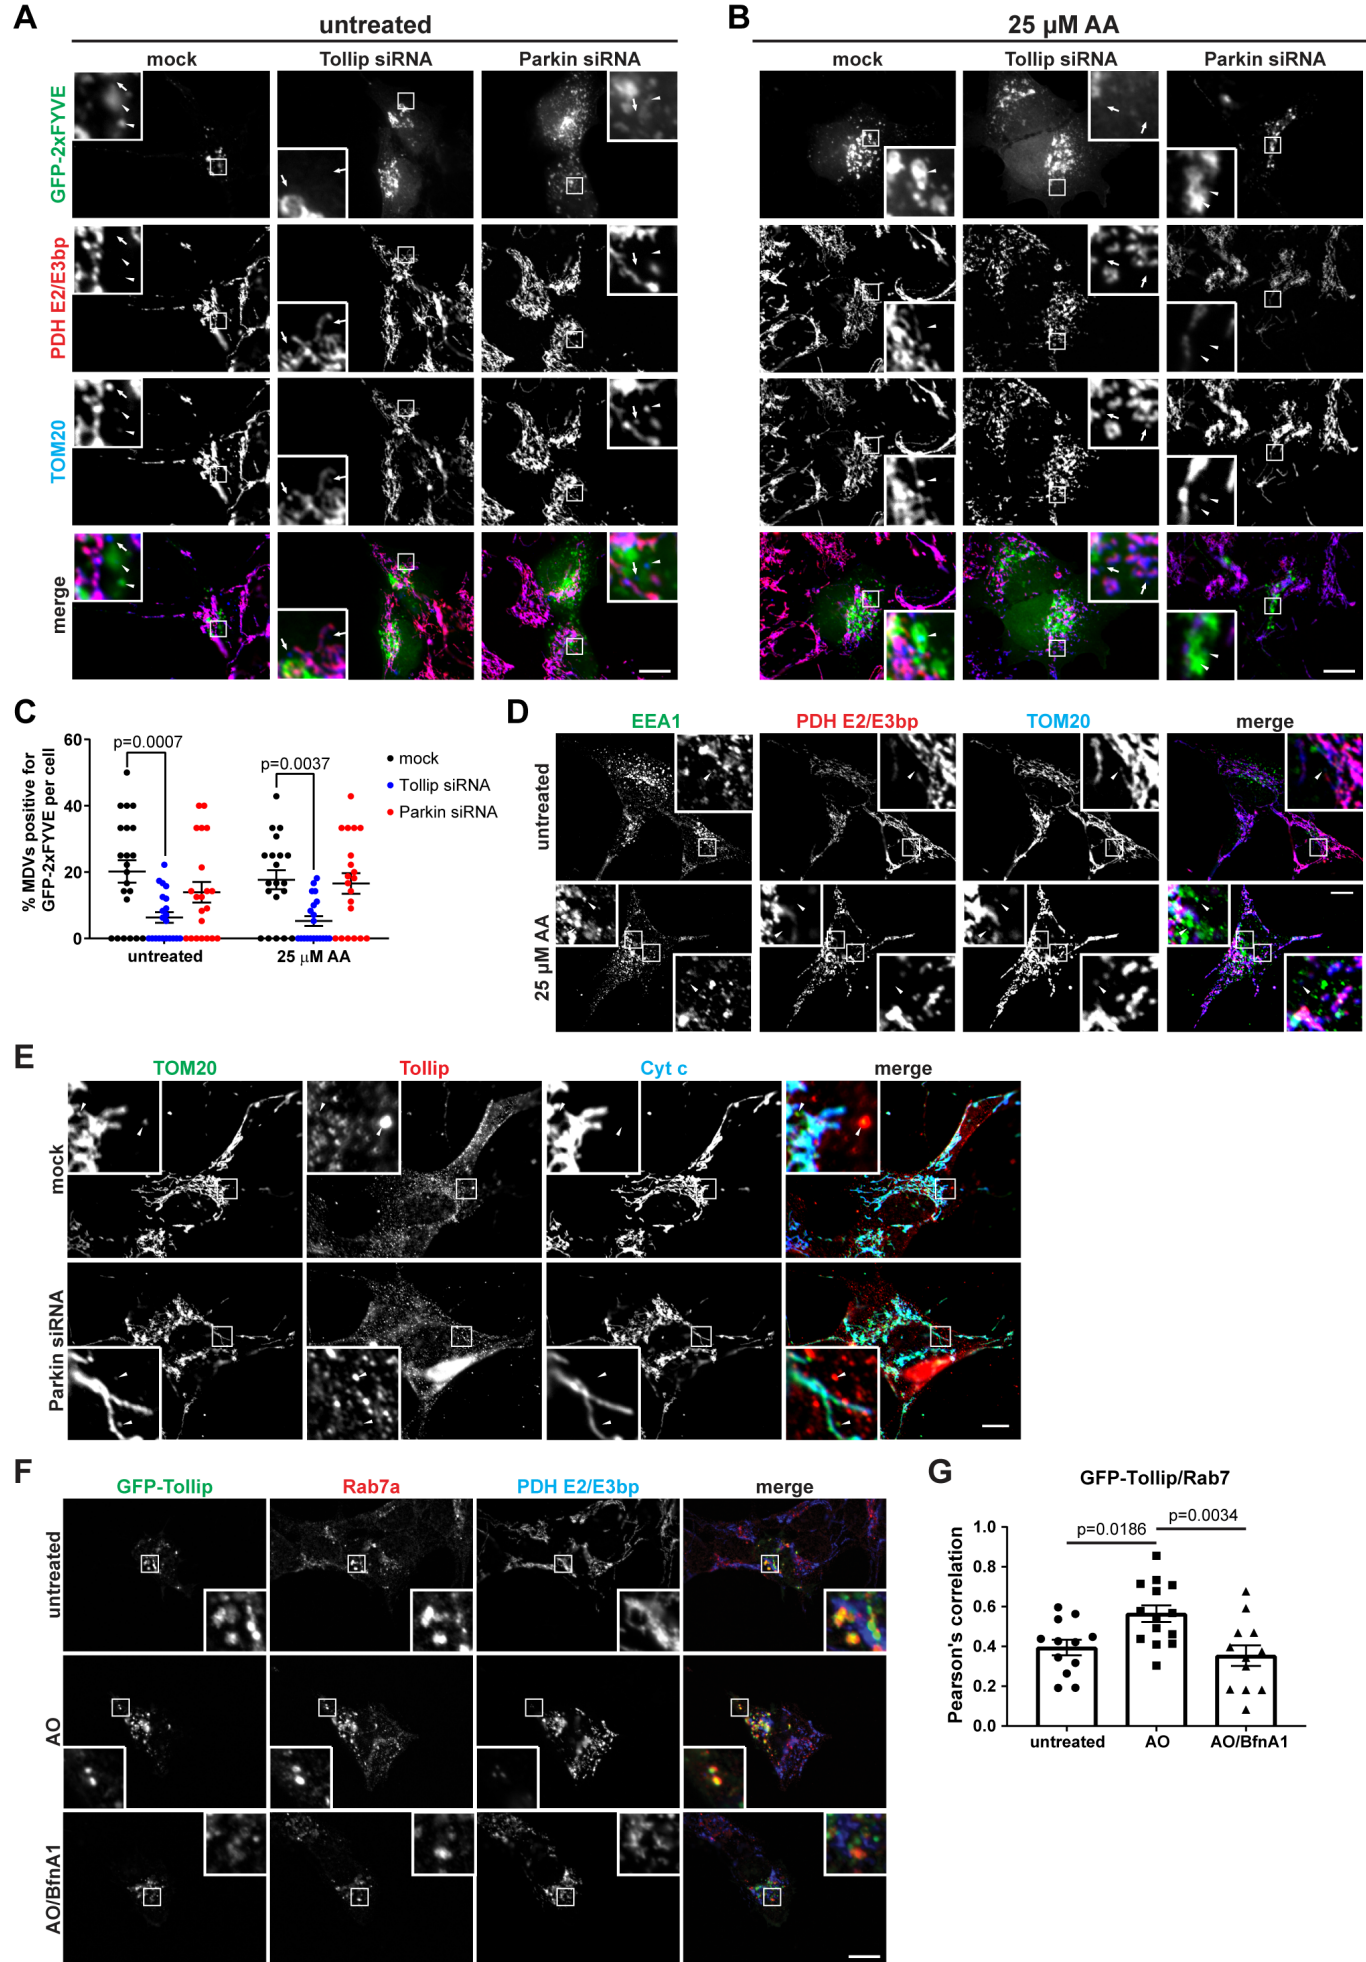 A
untreated
mock
Tollip siRNA
Parkin siRNA
GFP-2xFYVE
PDH E2/E3bp
TOM20
merge
B
25 µM AA
mock
Tollip siRNA
Parkin siRNA
C
% MDVs positive for
GFP-2xFYVE per cell
60
40
20
0
p=0.0007
p=0.0037
untreated
25 µM AA
mock
Tollip siRNA
Parkin siRNA
D
EEA1
PDH E2/E3bp
TOM20
merge
untreated
25 µM AA
E
TOM20
Tollip
Cyt c
merge
mock
Parkin siRNA
F
GFP-Tollip
Rab7a
PDH E2/E3bp
merge
untreated
AO
AO/BfnA1
G
GFP-Tollip/Rab7
Pearson's correlation
1.0
0.8
0.6
0.4
0.2
0.0
p=0.0186
p=0.0034
untreated
AO
AO/BfnA1